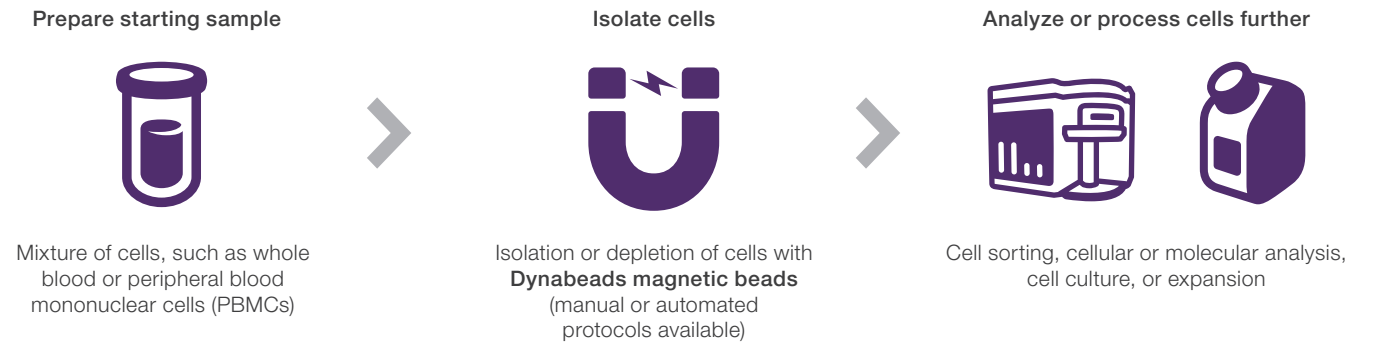 Prepare starting sample
Mixture of cells, such as whole
blood or peripheral blood
mononuclear cells (PBMCs)
Isolate cells
Isolation or depletion of cells with
Dynabeads magnetic beads
(manual or automated
protocols available)
Analyze or process cells further
Cell sorting, cellular or molecular analysis,
cell culture, or expansion